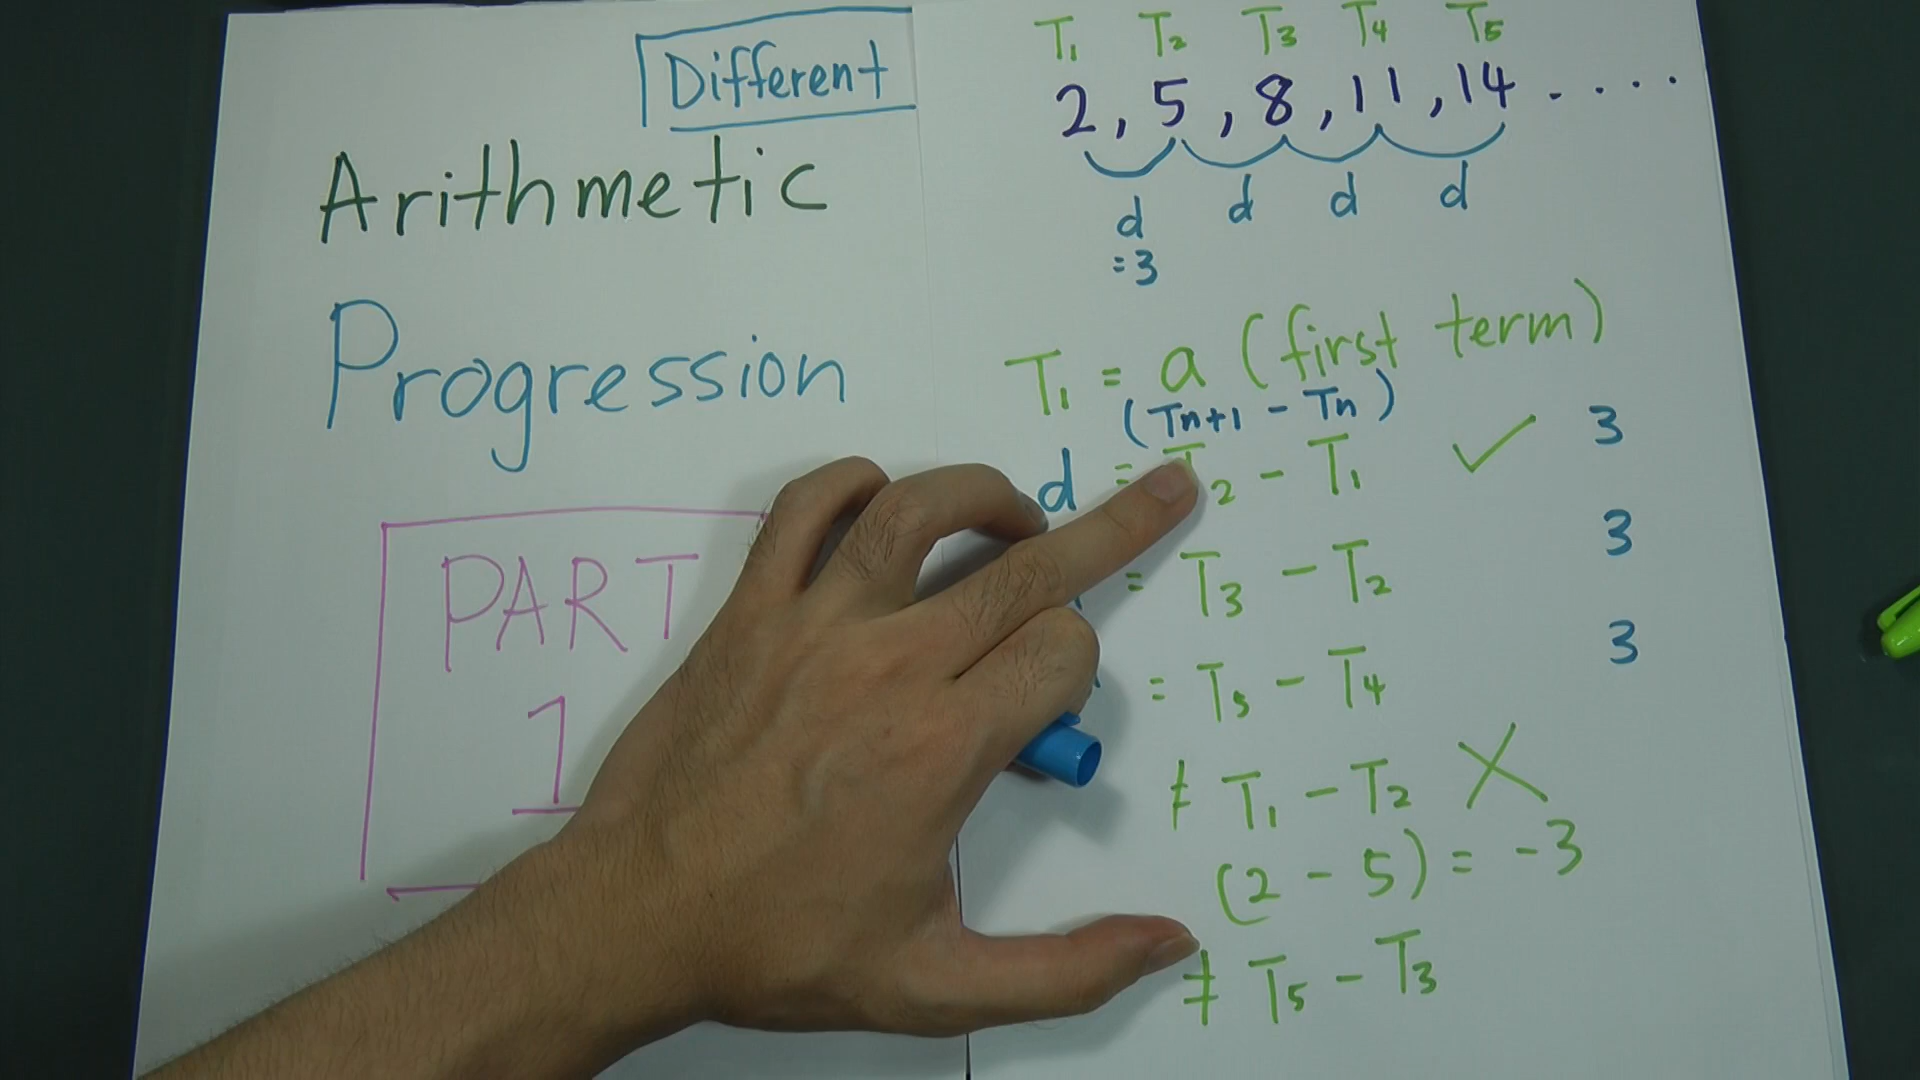 Different
Arithmetic
Progression
PART
1
T1 T2 T3 T4 T5
2, 5, 8, 11, 14 ....
d d d d
=3
T1 = a (first term)
(Tn+1 - Tn)
d = T2 - T1 ✓ 3
= T3 - T2 3
= T5 - T4 3
≠ T1 - T2 X
(2 - 5) = -3
≠ T5 - T3